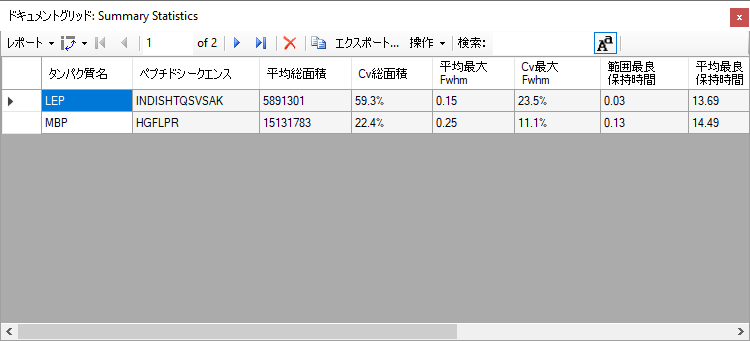 ドキュメントグリッド: Summary Statistics
レポート 1 of 2 エクスポート... 操作 検索: Aa
タンパク質名 ペプチドシークエンス 平均総面積 Cv総面積 平均最大 Fwhm Cv最大 Fwhm 範囲最良 保持時間 平均最良 保持時間
LEP INDISHTQSVSAK 5891301 59.3% 0.15 23.5% 0.03 13.69
MBP HGFLPR 15131783 22.4% 0.25 11.1% 0.13 14.49